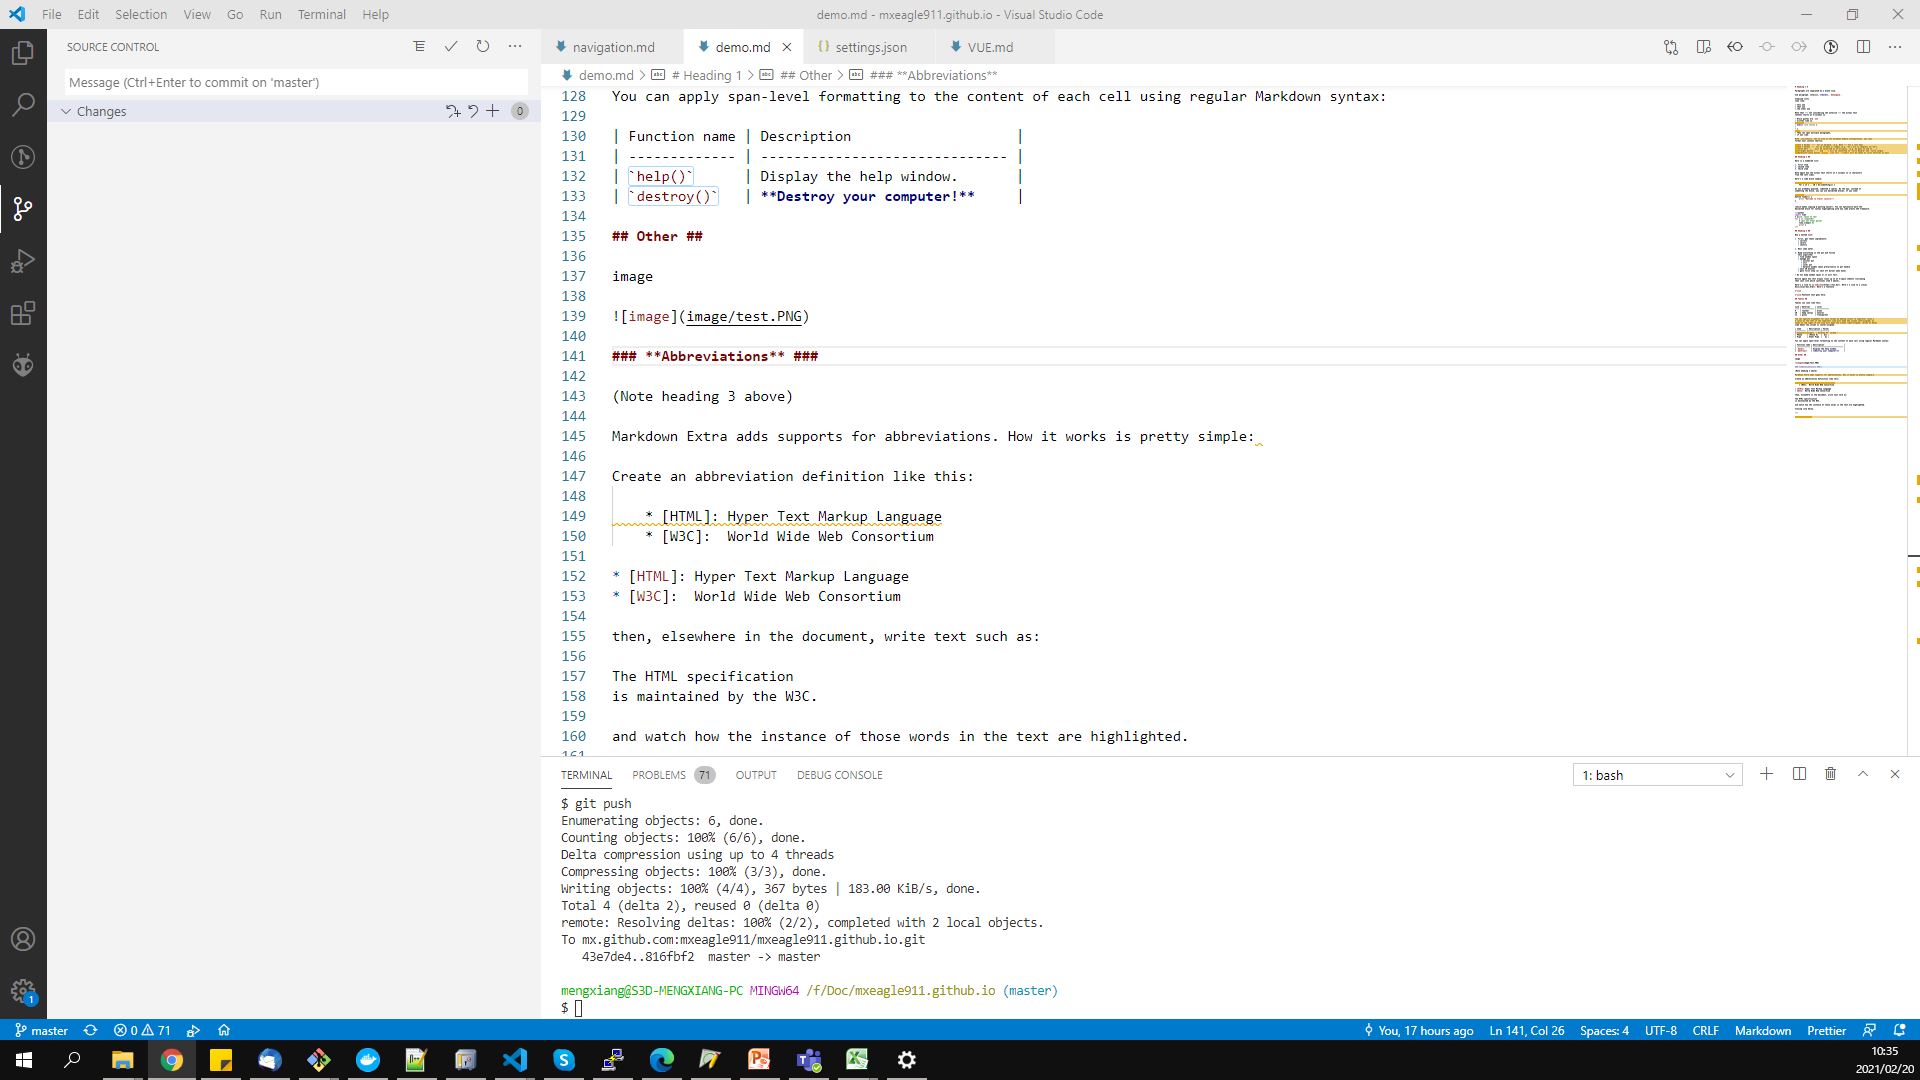 File Edit Selection View Go Run Terminal Help
demo.md - mxeagle911.github.io - Visual Studio Code
SOURCE CONTROL
Message (Ctrl+Enter to commit on 'master')
Changes 0
navigation.md demo.md settings.json VUE.md
demo.md > # Heading 1 > ## Other > ### **Abbreviations**
128 You can apply span-level formatting to the content of each cell using regular Markdown syntax:
129
130 | Function name | Description                    |
131 | ------------- | ------------------------------ |
132 | `help()`      | Display the help window.       |
133 | `destroy()`   | **Destroy your computer!**     |
134
135 ## Other ##
136
137 image
138
139 ![image](image/test.PNG)
140
141 ### **Abbreviations** ###
142
143 (Note heading 3 above)
144
145 Markdown Extra adds supports for abbreviations. How it works is pretty simple:
146
147 Create an abbreviation definition like this:
148
149     * [HTML]: Hyper Text Markup Language
150     * [W3C]:  World Wide Web Consortium
151
152 * [HTML]: Hyper Text Markup Language
153 * [W3C]:  World Wide Web Consortium
154
155 then, elsewhere in the document, write text such as:
156
157 The HTML specification
158 is maintained by the W3C.
159
160 and watch how the instance of those words in the text are highlighted.
161
TERMINAL PROBLEMS 71 OUTPUT DEBUG CONSOLE 1: bash
$ git push
Enumerating objects: 6, done.
Counting objects: 100% (6/6), done.
Delta compression using up to 4 threads
Compressing objects: 100% (3/3), done.
Writing objects: 100% (4/4), 367 bytes | 183.00 KiB/s, done.
Total 4 (delta 2), reused 0 (delta 0)
remote: Resolving deltas: 100% (2/2), completed with 2 local objects.
To mx.github.com:mxeagle911/mxeagle911.github.io.git
   43e7de4..816fbf2  master -> master
mengxiang@S3D-MENGXIANG-PC MINGW64 /f/Doc/mxeagle911.github.io (master)
$
1
master 0 71 You, 17 hours ago Ln 141, Col 26 Spaces: 4 UTF-8 CRLF Markdown Prettier
10:35
2021/02/20